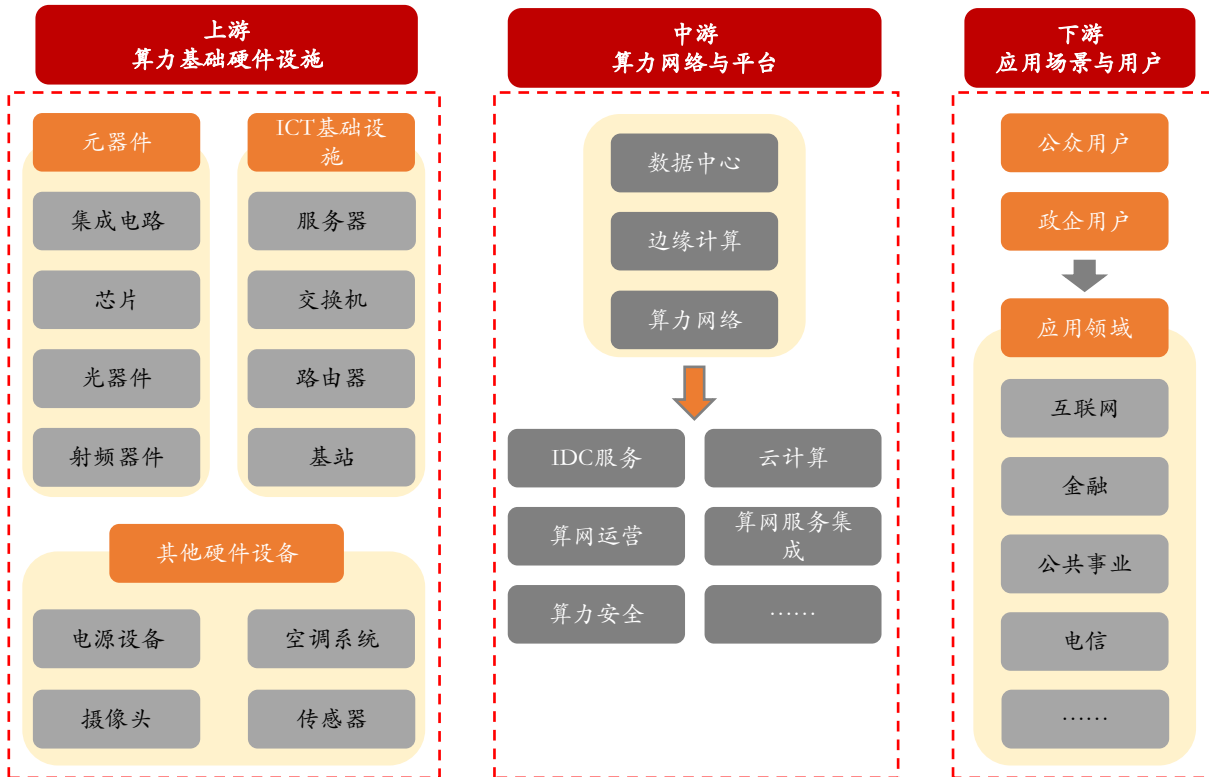 上游
算力基础硬件设施
元器件
集成电路
芯片
光器件
射频器件
ICT基础设
施
服务器
交换机
路由器
基站
其他硬件设备
电源设备
空调系统
摄像头
传感器
中游
算力网络与平台
数据中心
边缘计算
算力网络
IDC服务
云计算
算网运营
算网服务集
成
算力安全
……
下游
应用场景与用户
公众用户
政企用户
应用领域
互联网
金融
公共事业
电信
……